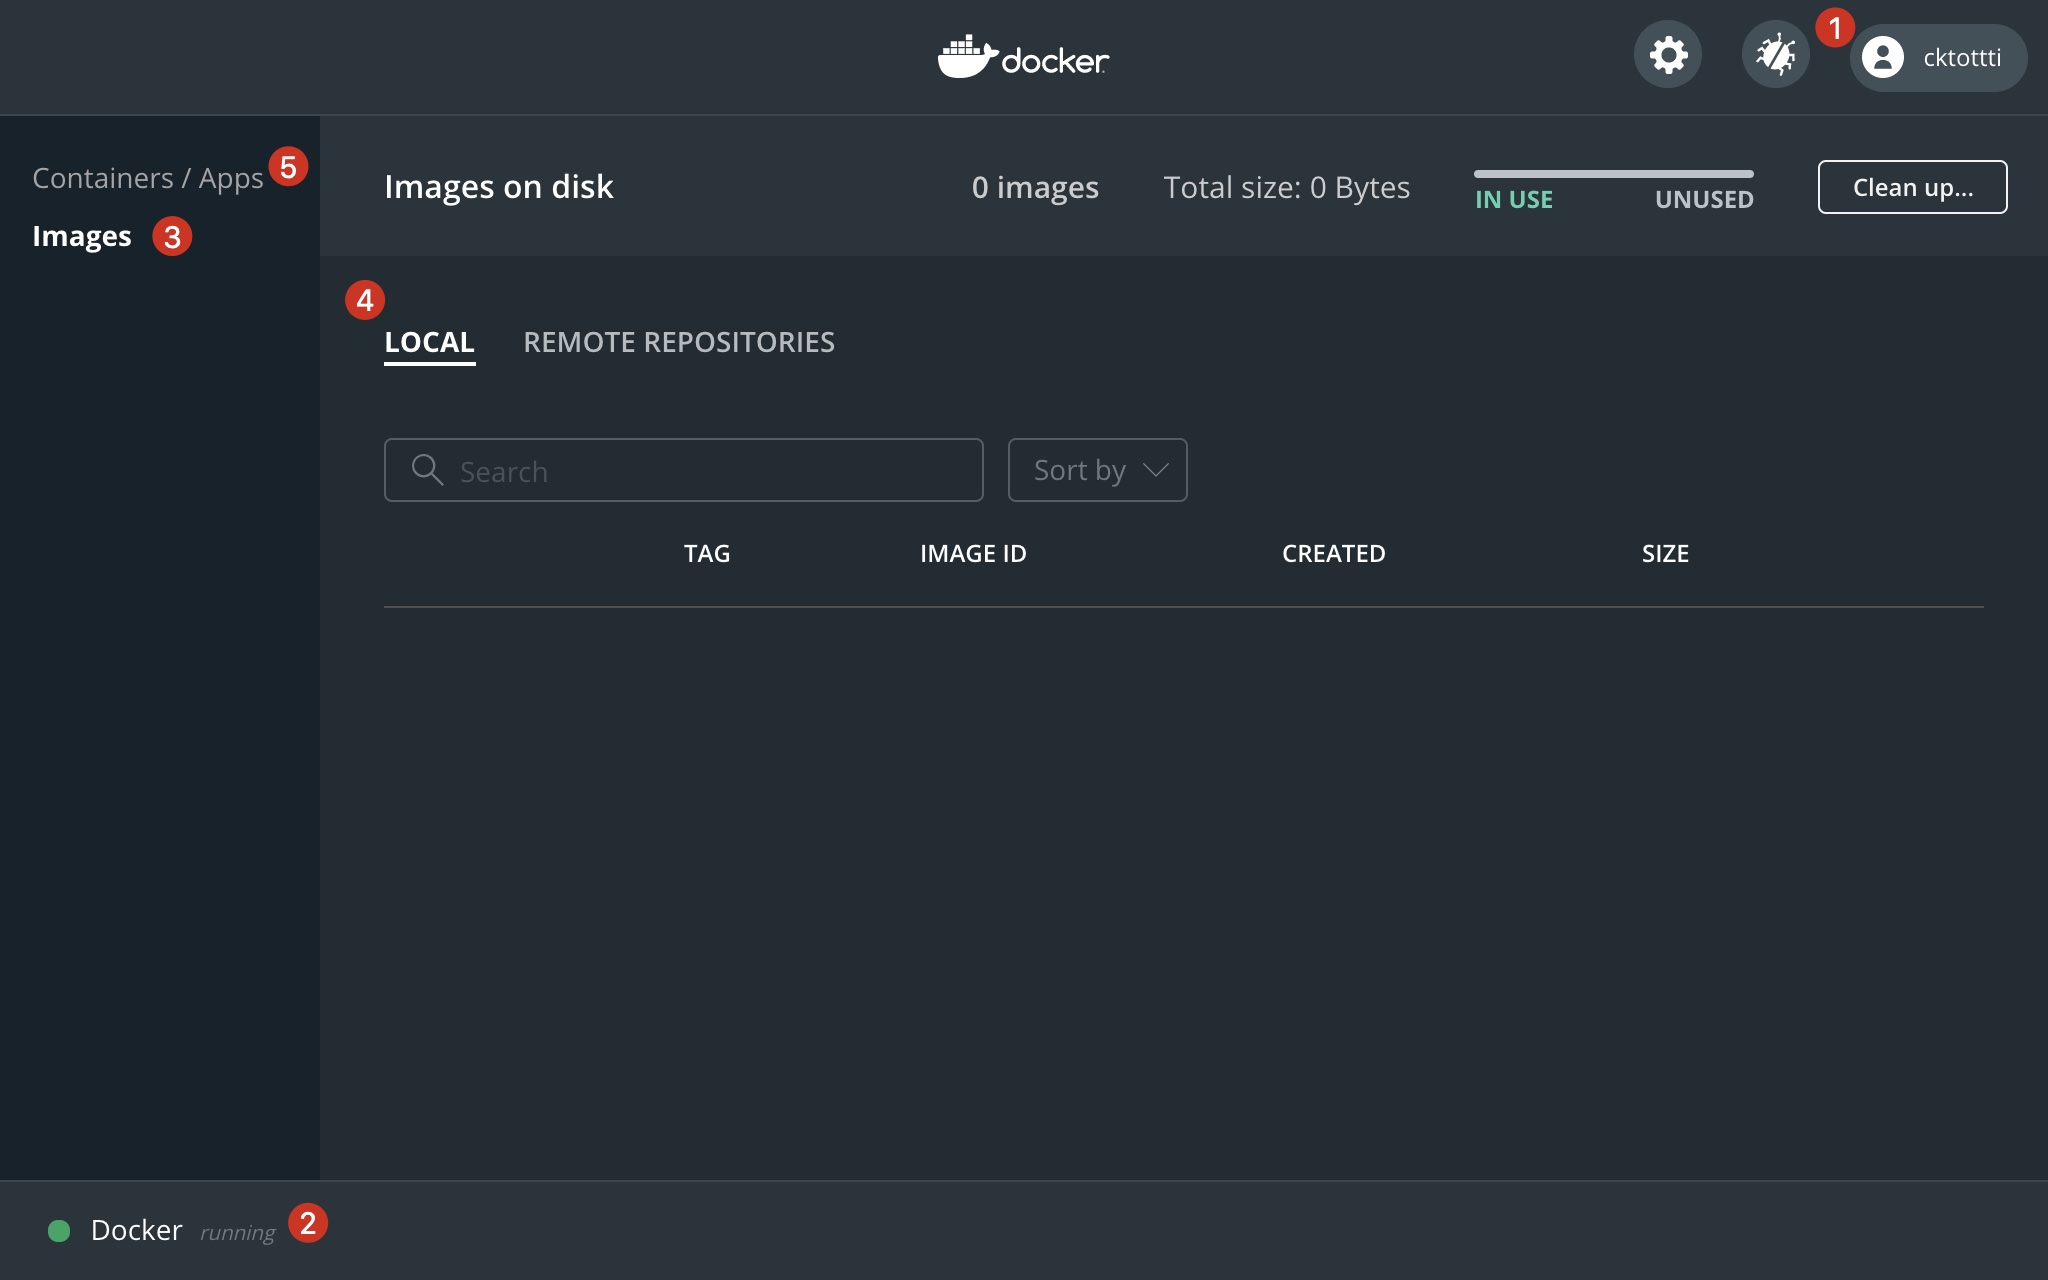 docker
1
cktottti
Containers / Apps 5
Images 3
Images on disk
0 images
Total size: 0 Bytes
IN USE
UNUSED
Clean up...
4
LOCAL
REMOTE REPOSITORIES
Search
Sort by
TAG
IMAGE ID
CREATED
SIZE
Docker running 2